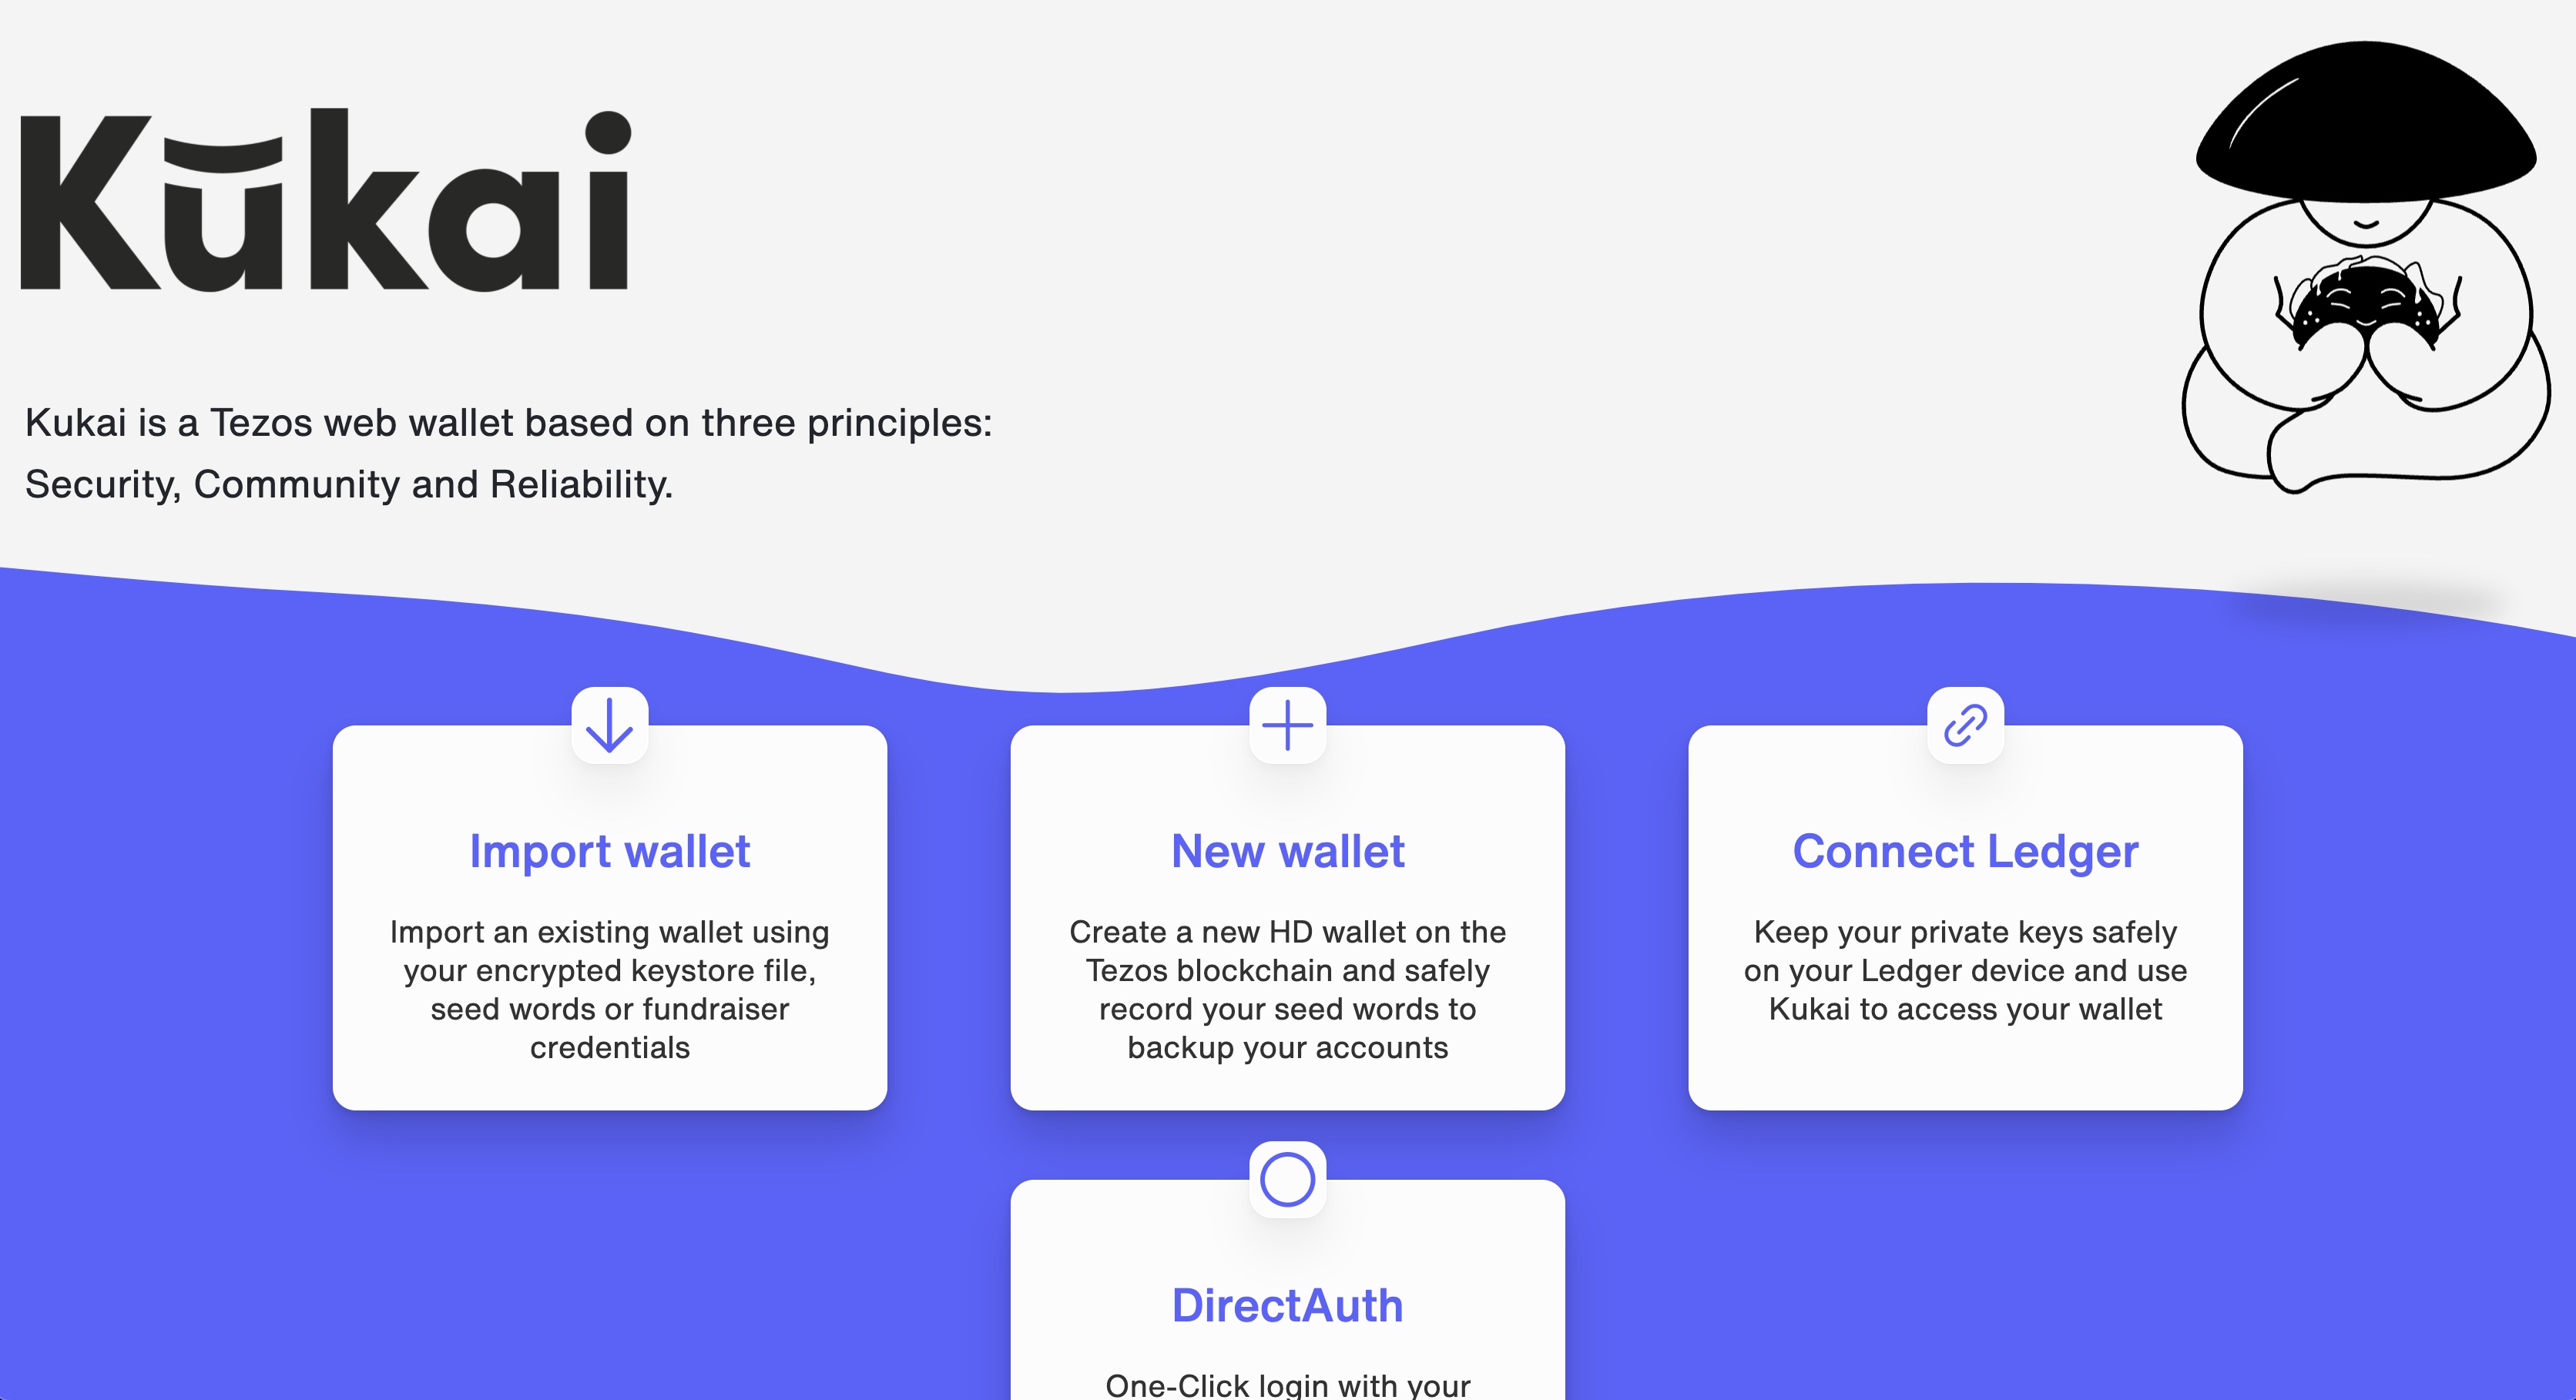 Kūkai
Kukai is a Tezos web wallet based on three principles:
Security, Community and Reliability.
Import wallet
Import an existing wallet using
your encrypted keystore file,
seed words or fundraiser
credentials
New wallet
Create a new HD wallet on the
Tezos blockchain and safely
record your seed words to
backup your accounts
Connect Ledger
Keep your private keys safely
on your Ledger device and use
Kukai to access your wallet
DirectAuth
One-Click login with your